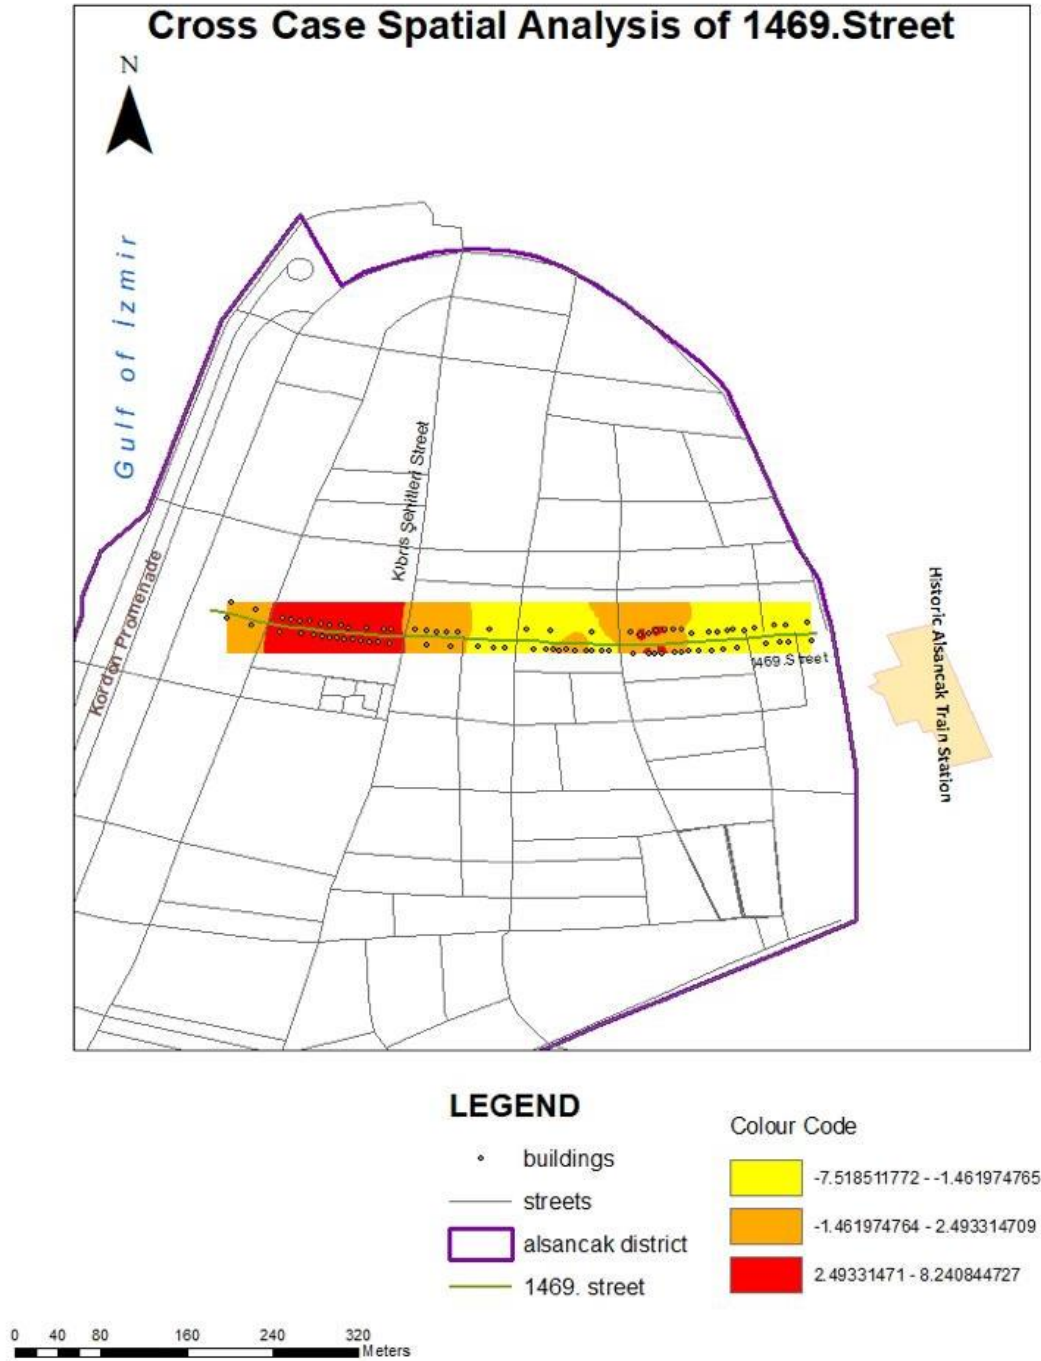 Cross Case Spatial Analysis of 1469.Street
N
Gulf of İzmir
Kıbrıs Şehitleri Street
Kordon Promenade
Historic Alsancak Train Station
1469.Street
LEGEND
buildings
streets
alsancak district
1469. street
Colour Code
-7.518511772 - -1.461974765
-1.461974764 - 2.493314709
2.49331471 - 8.240844727
0 40 80 160 240 320
Meters